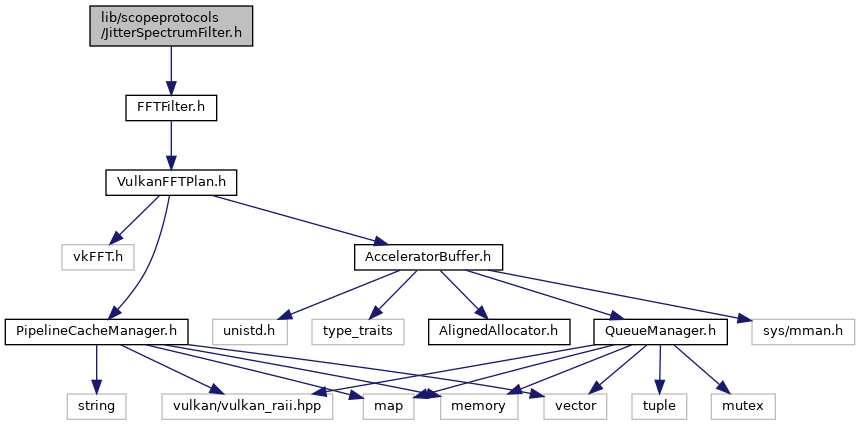 lib/scopeprotocols
/JitterSpectrumFilter.h
FFTFilter.h
VulkanFFTPlan.h
vkFFT.h
AcceleratorBuffer.h
PipelineCacheManager.h
unistd.h
type_traits
AlignedAllocator.h
QueueManager.h
sys/mman.h
string
vulkan/vulkan_raii.hpp
map
memory
vector
tuple
mutex